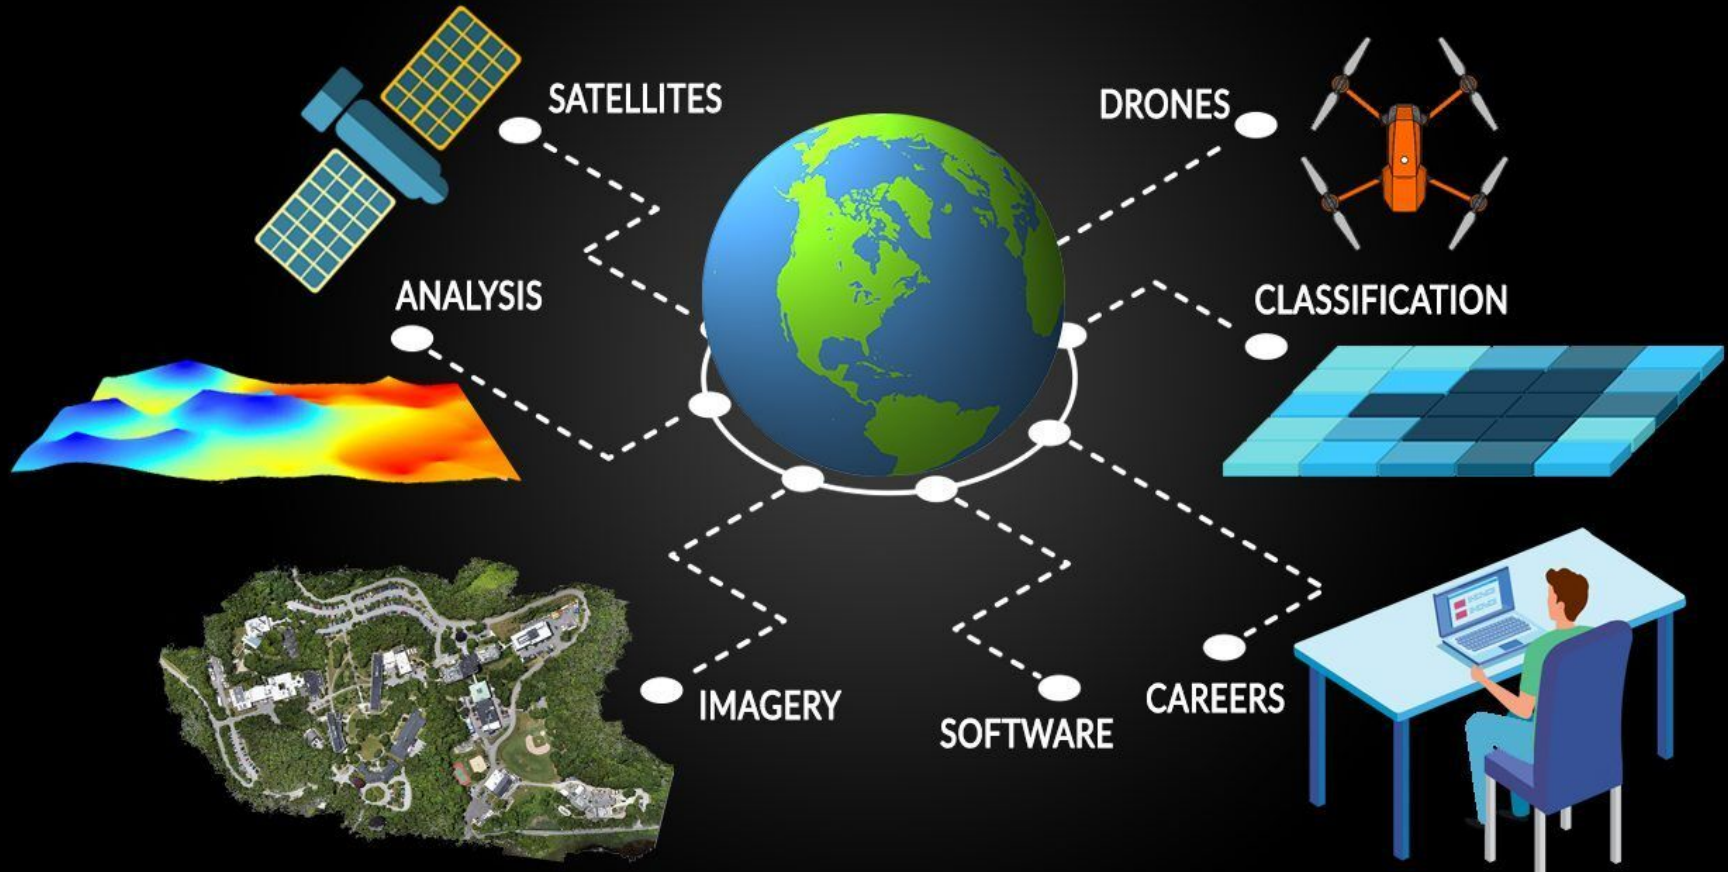 SATELLITES
DRONES
ANALYSIS
CLASSIFICATION
IMAGERY
SOFTWARE
CAREERS